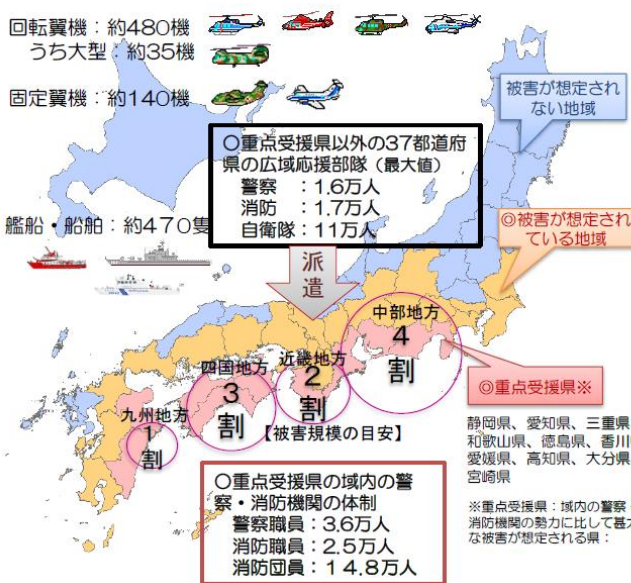 回転翼機：約480機
うち大型：約35機
固定翼機：約140機
被害が想定され
ない地域
〇重点受援県以外の37都道府
県の広域応援部隊（最大値）
警察　：1.6万人
消防　：1.7万人
自衛隊：11万人
艦船・船舶：約470隻
◎被害が想定され
ている地域
派
遣
中部地方
4
割
近畿地方
2
割
四国地方
3
割
九州地方
1
割
【被害規模の目安】
◎重点受援県※
静岡県、愛知県、三重県
和歌山県、徳島県、香川
愛媛県、高知県、大分県
宮崎県
〇重点受援県の域内の警
察・消防機関の体制
警察職員：3.6万人
消防職員：2.5万人
消防団員：14.8万人
※重点受援県：域内の警察
消防機関の勢力に比して甚大
な被害が想定される県：